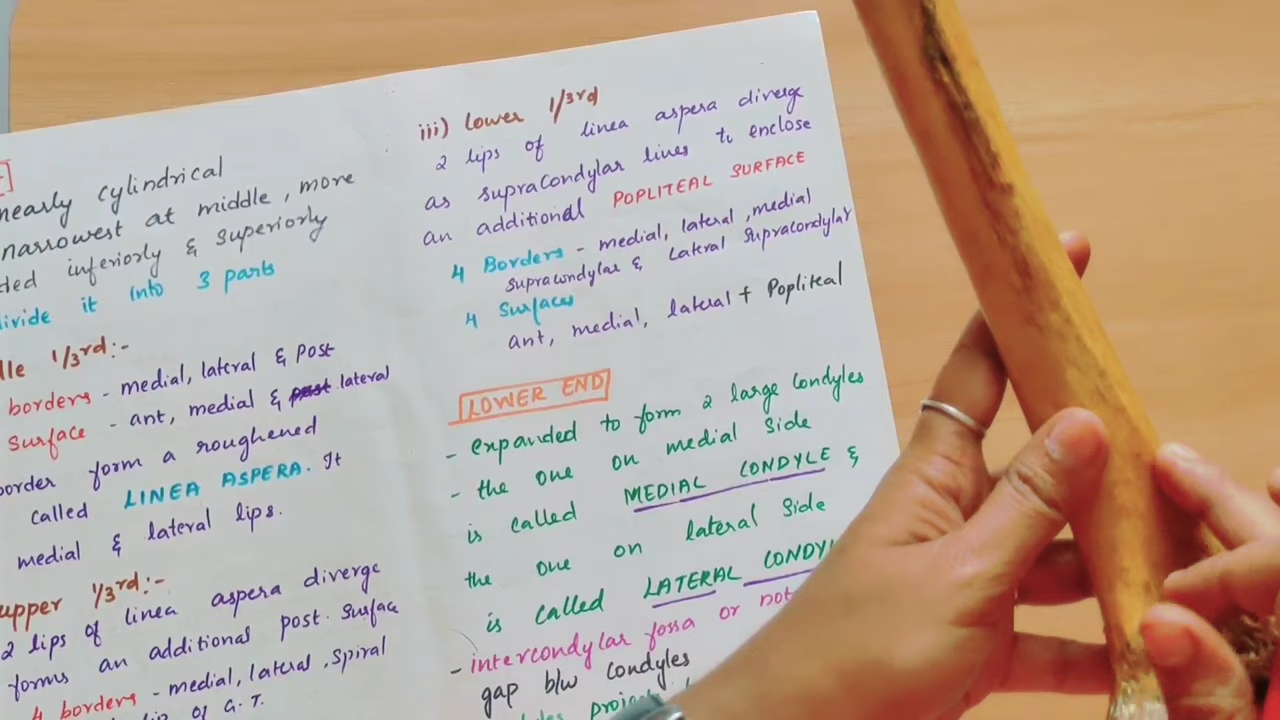 nearly cylindrical
narrowest at middle, more
ded inferiorly & superiorly
ivide it into 3 parts
lle 1/3rd:-
borders - medial, lateral & Post
Surface - ant, medial & post lateral
border form a roughened
called LINEA ASPERA. It
medial & lateral lips.
upper 1/3rd:-
2 lips of linea aspera diverge
forms an additional post. surface
4 borders - medial, lateral, spiral
lip of G.T.
iii) lower 1/3rd
2 lips of linea aspera diverge
as supracondylar lines to enclose
an additional POPLITEAL SURFACE
4 Borders - medial, lateral, medial
supracondylar & Lateral Supracondylar
4 Surfaces
ant, medial, lateral + Popliteal
LOWER END
- expanded to form 2 large Condyles
- the one on medial side
is called MEDIAL CONDYLE &
the one on lateral side
is called LATERAL CONDY
- intercondylar fossa or not
gap b/w condyles